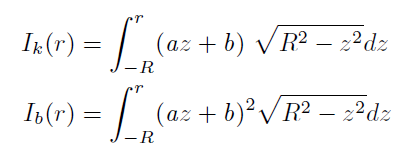 I_k(r) = ∫_{-R}^{r} (az + b) √(R² − z²) dz
I_b(r) = ∫_{-R}^{r} (az + b)² √(R² − z²) dz